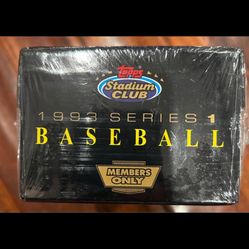 Topps
Stadium
CLUB
1993 SERIES 1
BASEBALL
MEMBERS
ONLY